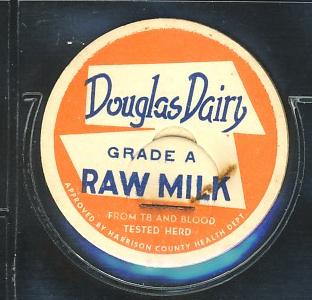 Douglas Dairy
GRADE A
RAW MILK
FROM TB AND BLOOD
TESTED HERD
APPROVED BY HARRISON COUNTY HEALTH DEPT